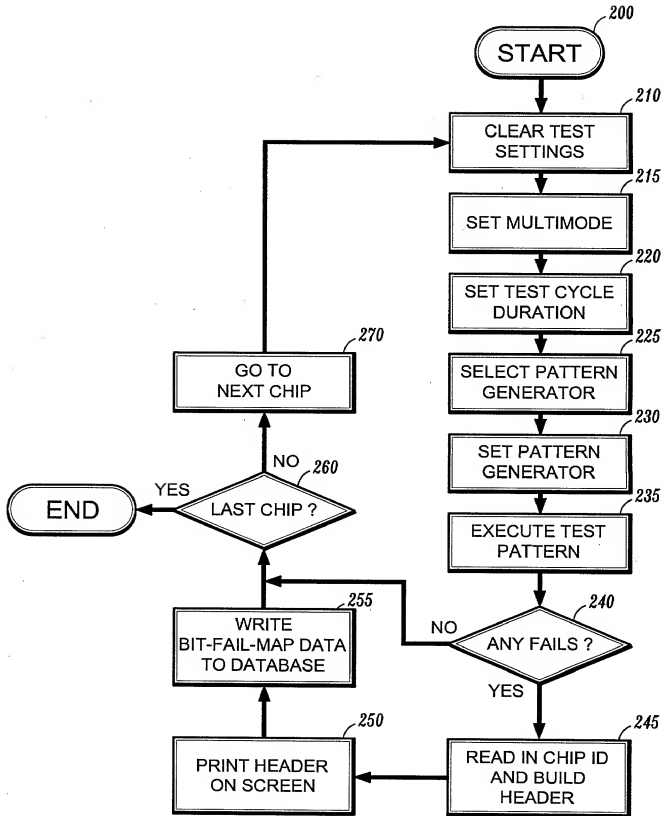 200
START
210
CLEAR TEST
SETTINGS
215
SET MULTIMODE
220
SET TEST CYCLE
DURATION
225
SELECT PATTERN
GENERATOR
230
SET PATTERN
GENERATOR
235
EXECUTE TEST
PATTERN
240
ANY FAILS ?
NO
YES
245
READ IN CHIP ID
AND BUILD
HEADER
250
PRINT HEADER
ON SCREEN
255
WRITE
BIT-FAIL-MAP DATA
TO DATABASE
260
LAST CHIP ?
YES
NO
END
270
GO TO
NEXT CHIP